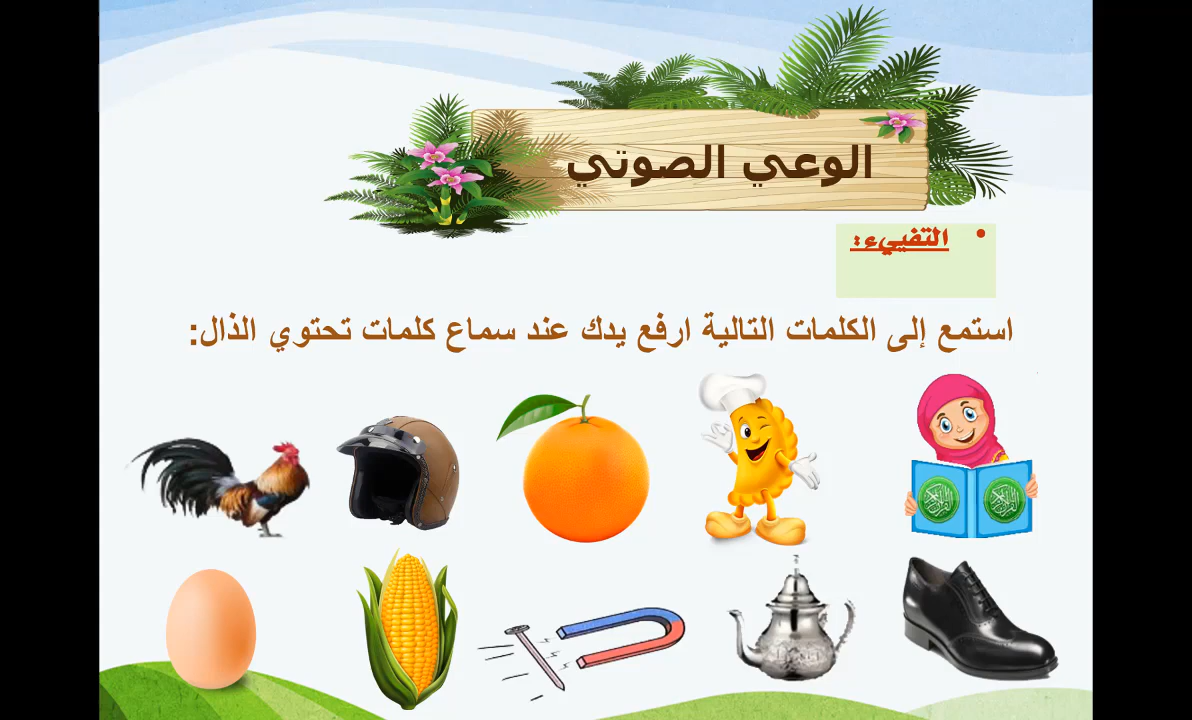 الوعي الصوتي
• التفييء:
استمع إلى الكلمات التالية ارفع يدك عند سماع كلمات تحتوي الذال: